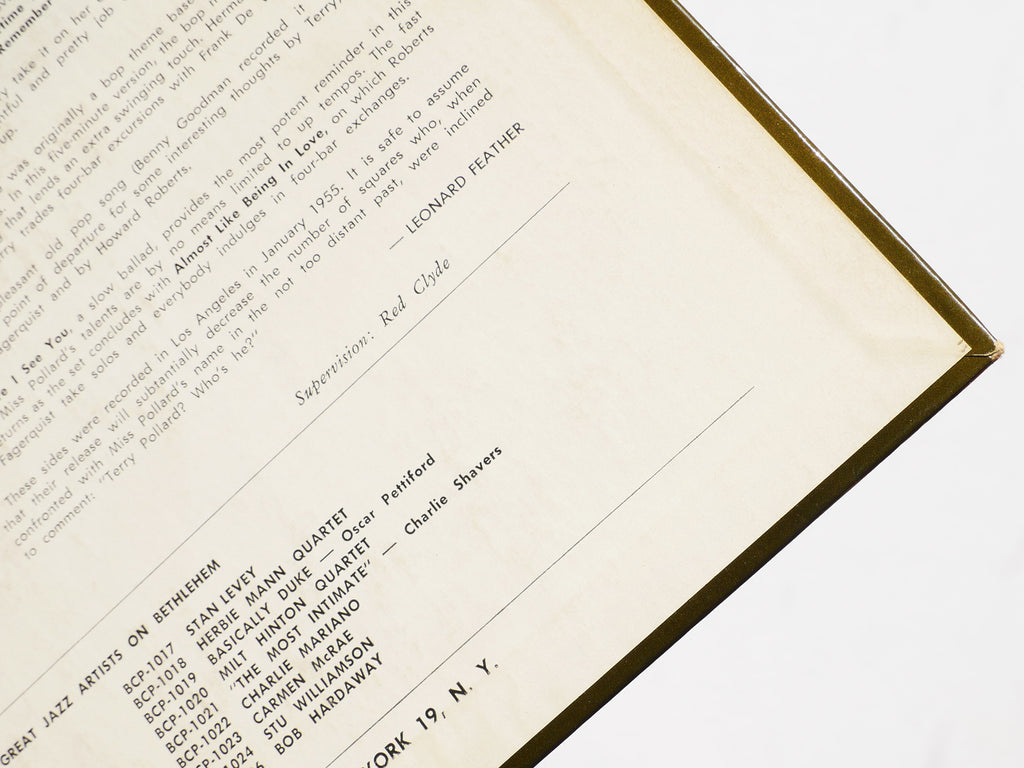 time
Remember
take it on her
and pretty job
up.
was originally a bop theme
In this five-minute version, the bop
that lends an extra swinging touch. Herma
trades four-bar excursions with Frank De
pleasant old pop song (Benny Goodman recorded it
point of departure for some interesting thoughts by Terry,
and by Howard Roberts.
I See You, a slow ballad, provides the most potent reminder in this
Miss Pollard's talents are by no means limited to up tempos. The fast
as the set concludes with Almost Like Being In Love, on which Roberts
Fagerquist take solos and everybody indulges in four-bar exchanges.
These sides were recorded in Los Angeles in January 1955. It is safe to assume
that their release will substantially decrease the number of squares who, when
confronted with Miss Pollard's name in the not too distant past, were inclined
to comment: "Terry Pollard? Who's he?"
— LEONARD FEATHER
Supervision: Red Clyde
GREAT JAZZ ARTISTS ON BETHLEHEM
BCP-1017 STAN LEVEY
BCP-1018 HERBIE MANN QUARTET
BCP-1019 BASICALLY DUKE — Oscar Pettiford
BCP-1020 MILT HINTON QUARTET
BCP-1021 "THE MOST INTIMATE" — Charlie Shavers
BCP-1022 CHARLIE MARIANO
CP-1023 CARMEN McRAE
1024 STU WILLIAMSON
BOB HARDAWAY
YORK 19, N. Y.